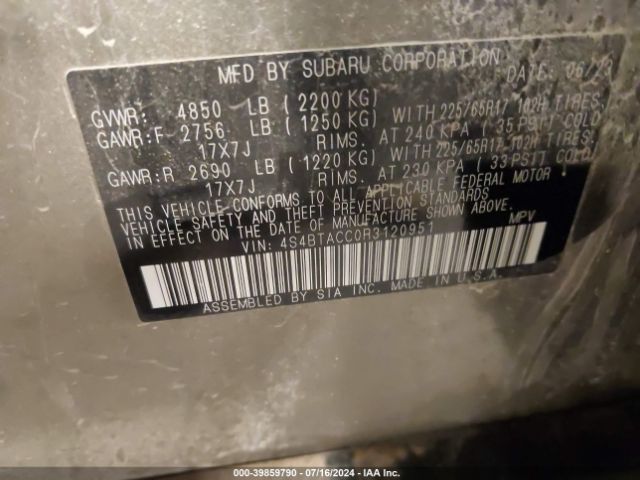 MFD BY SUBARU CORPORATION DATE: 06/23
GVWR: 4850 LB (2200 KG)
GAWR:F 2756 LB (1250 KG) WITH 225/65R17 102H TIRES,
17X7J RIMS. AT 240 KPA (35 PSI) COLD
GAWR:R 2690 LB (1220 KG) WITH 225/65R17 102H TIRES,
17X7J RIMS. AT 230 KPA (33 PSI) COLD
THIS VEHICLE CONFORMS TO ALL APPLICABLE FEDERAL MOTOR
VEHICLE SAFETY AND THEFT PREVENTION STANDARDS
IN EFFECT ON THE DATE OF MANUFACTURE SHOWN ABOVE.
VIN: 4S4BTACC0R3120951 MPV
ASSEMBLED BY SIA INC. MADE IN U.S.A.
000-39859790 - 07/16/2024 - IAA Inc.